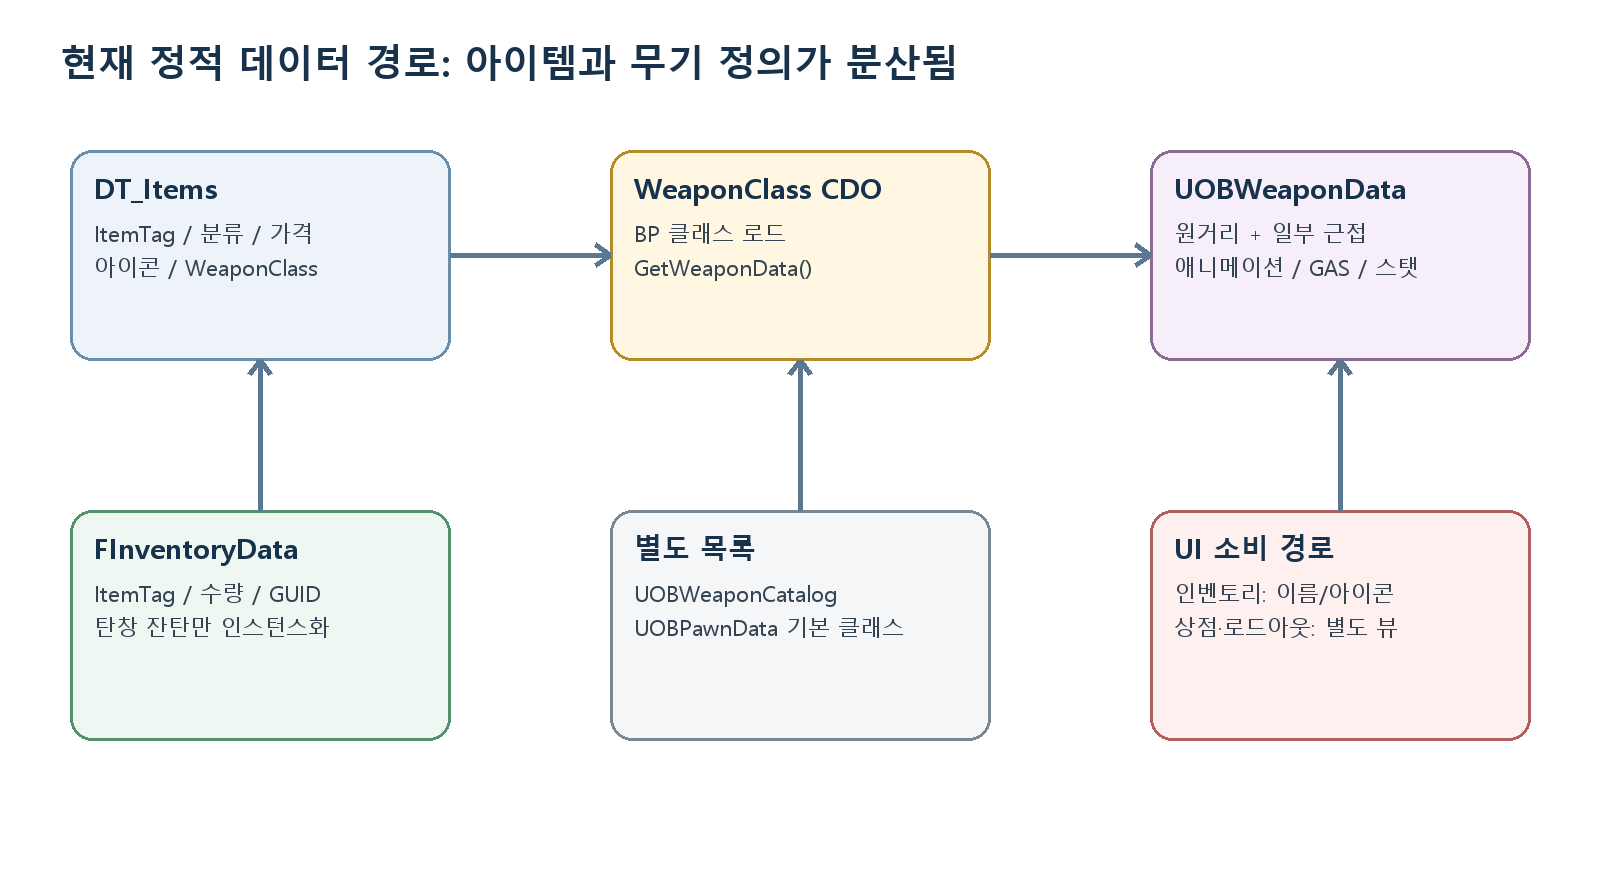 현재 정적 데이터 경로: 아이템과 무기 정의가 분산됨
DT_Items
ItemTag / 분류 / 가격
아이콘 / WeaponClass
WeaponClass CDO
BP 클래스 로드
GetWeaponData()
UOBWeaponData
원거리 + 일부 근접
애니메이션 / GAS / 스탯
FInventoryData
ItemTag / 수량 / GUID
탄창 잔탄만 인스턴스화
별도 목록
UOBWeaponCatalog
UOBPawnData 기본 클래스
UI 소비 경로
인벤토리: 이름/아이콘
상점·로드아웃: 별도 뷰